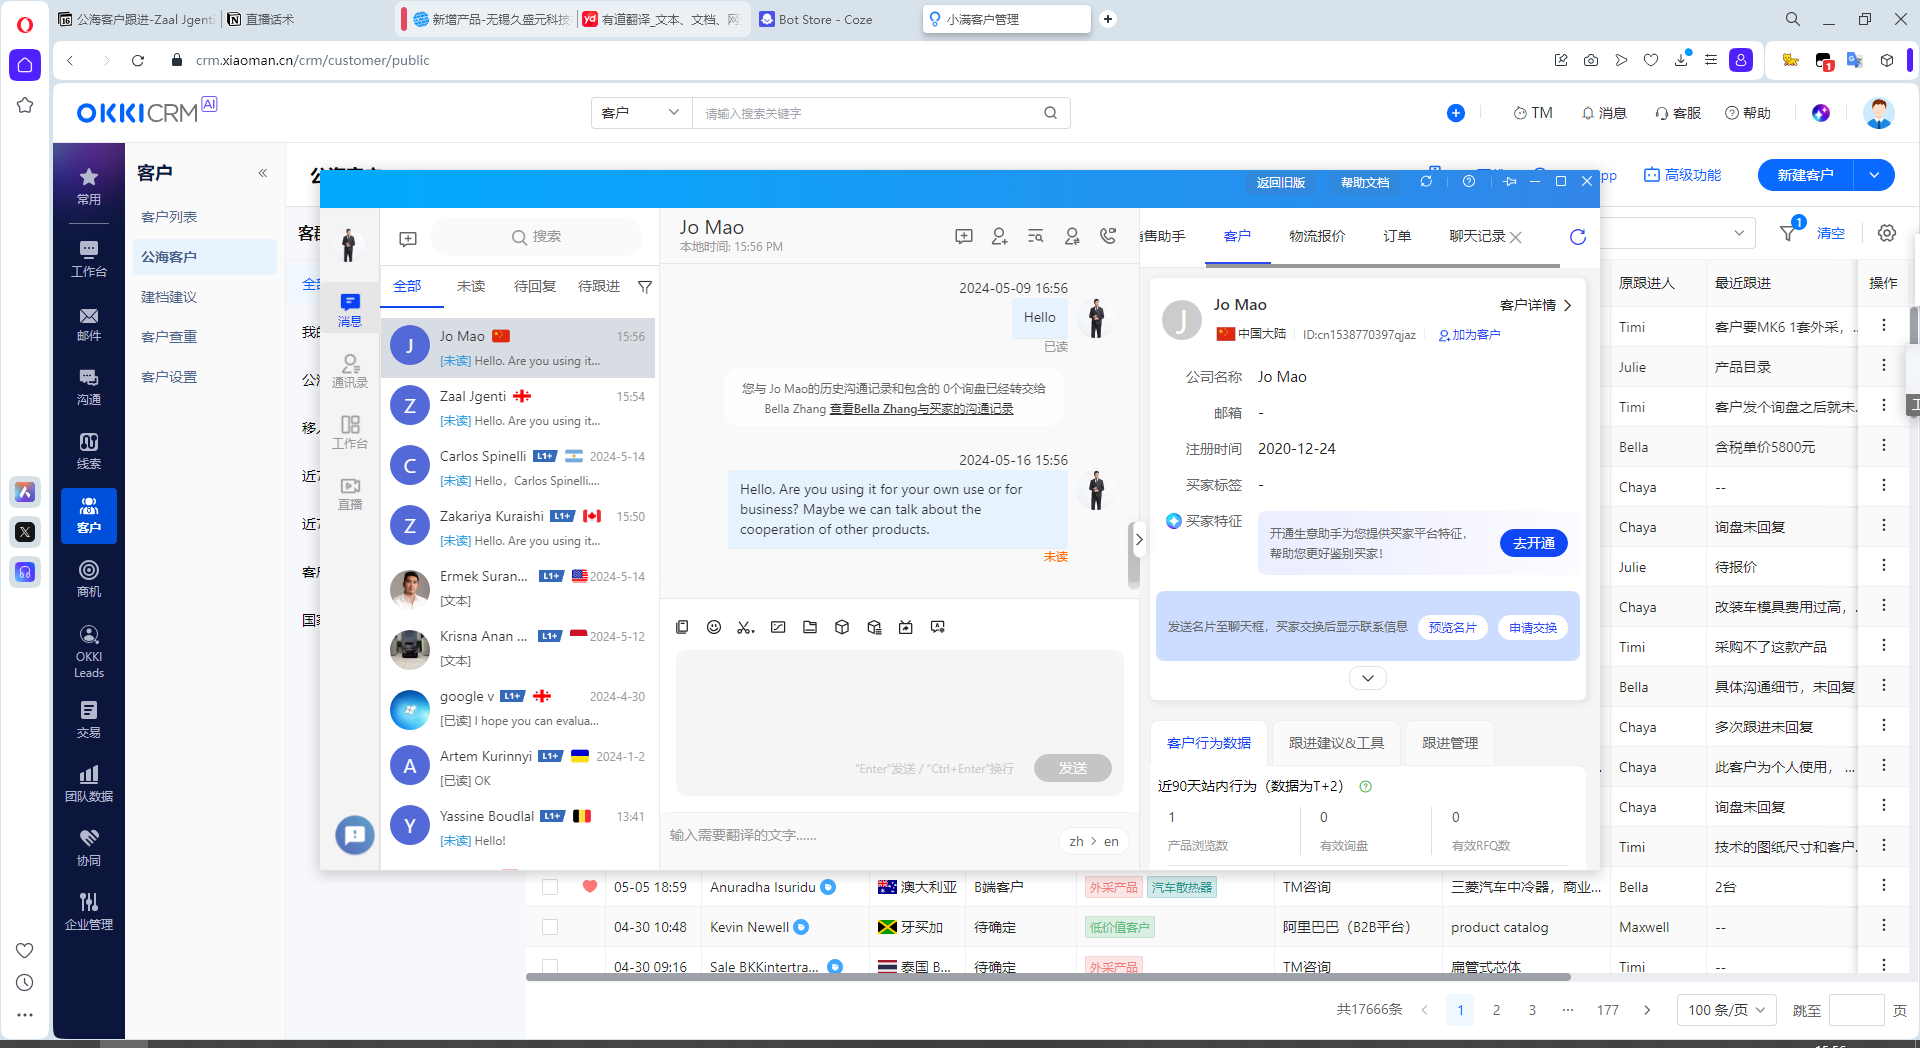 公海客户跟进-Zaal Jgenti
直播话术
新增产品-无锡久盛元科技
有道翻译_文本、文档、网
Bot Store - Coze
小满客户管理
crm.xiaoman.cn/crm/customer/public
1
OKKICRM AI
客户
请输入搜索关键字
TM
消息
客服
帮助
常用
工作台
邮件
沟通
线索
客户
商机
OKKI
Leads
交易
团队数据
协同
企业管理
客户
客户列表
公海客户
建档建议
客户查重
客户设置
高级功能
新建客户
1
清空
返回旧版
帮助文档
消息
通讯录
工作台
直播
搜索
全部
未读
待回复
待跟进
Jo Mao
15:56
[未读] Hello. Are you using it...
Zaal Jgenti
15:54
[未读] Hello. Are you using it...
Carlos Spinelli L1+ 2024-5-14
[未读] Hello, Carlos Spinelli....
Zakariya Kuraishi L1+ 15:50
[未读] Hello. Are you using it...
Ermek Suran... L1+ 2024-5-14
[文本]
Krisna Anan ... L1+ 2024-5-12
[文本]
google v L1+ 2024-4-30
[已读] I hope you can evalua...
Artem Kurinnyi L1+ 2024-1-2
[已读] OK
Yassine Boudlal L1+ 13:41
[未读] Hello!
Jo Mao
本地时间: 15:56 PM
2024-05-09 16:56
Hello
已读
您与 Jo Mao的历史沟通记录和包含的 0个询盘已经转交给
Bella Zhang 查看Bella Zhang与买家的沟通记录
2024-05-16 15:56
Hello. Are you using it for your own use or for
business? Maybe we can talk about the
cooperation of other products.
未读
"Enter"发送 / "Ctrl+Enter"换行
发送
输入需要翻译的文字......
zh > en
售助手
客户
物流报价
订单
聊天记录
J
Jo Mao
客户详情
中国大陆
ID:cn1538770397qjaz
加为客户
公司名称 Jo Mao
邮箱 -
注册时间 2020-12-24
买家标签 -
买家特征
开通生意助手为您提供买家平台特征，
帮助您更好鉴别买家！
去开通
发送名片至聊天框，买家交换后显示联系信息
预览名片
申请交换
客户行为数据
跟进建议&工具
跟进管理
近90天站内行为（数据为T+2）
1
0
0
产品浏览数
有效询盘
有效RFQ数
原跟进人 最近跟进 操作
Timi 客户要MK6 1套外采，...
Julie 产品目录
Timi 客户发个询盘之后就未...
Bella 含税单价5800元
Chaya --
Chaya 询盘未回复
Julie 待报价
Chaya 改装车模具费用过高，...
Timi 采购不了这款产品
Bella 具体沟通细节，未回复
Chaya 多次跟进未回复
Chaya 此客户为个人使用， ...
Chaya 询盘未回复
Timi 技术的图纸尺寸和客户...
05-05 18:59 Anuradha Isuridu 澳大利亚 B端客户 外采产品 汽车散热器 TM咨询 三菱汽车中冷器，商业... Bella 2台
04-30 10:48 Kevin Newell 牙买加 待确定 低价值客户 阿里巴巴（B2B平台） product catalog Maxwell --
04-30 09:16 Sale BKKintertra... 泰国 B... 待确定 外采产品 TM咨询 扁管式芯体 Timi --
共17666条 1 2 3 ... 177 100 条/页 跳至 页